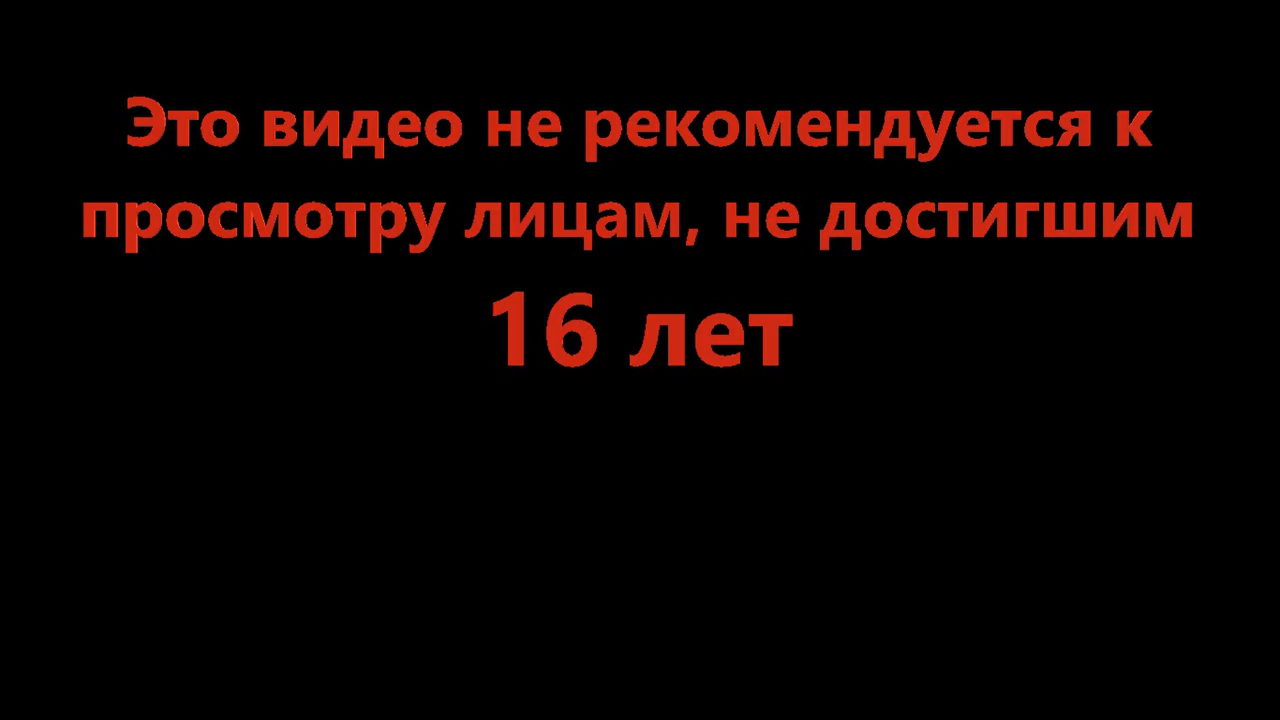 Это видео не рекомендуется к
просмотру лицам, не достигшим
16 лет